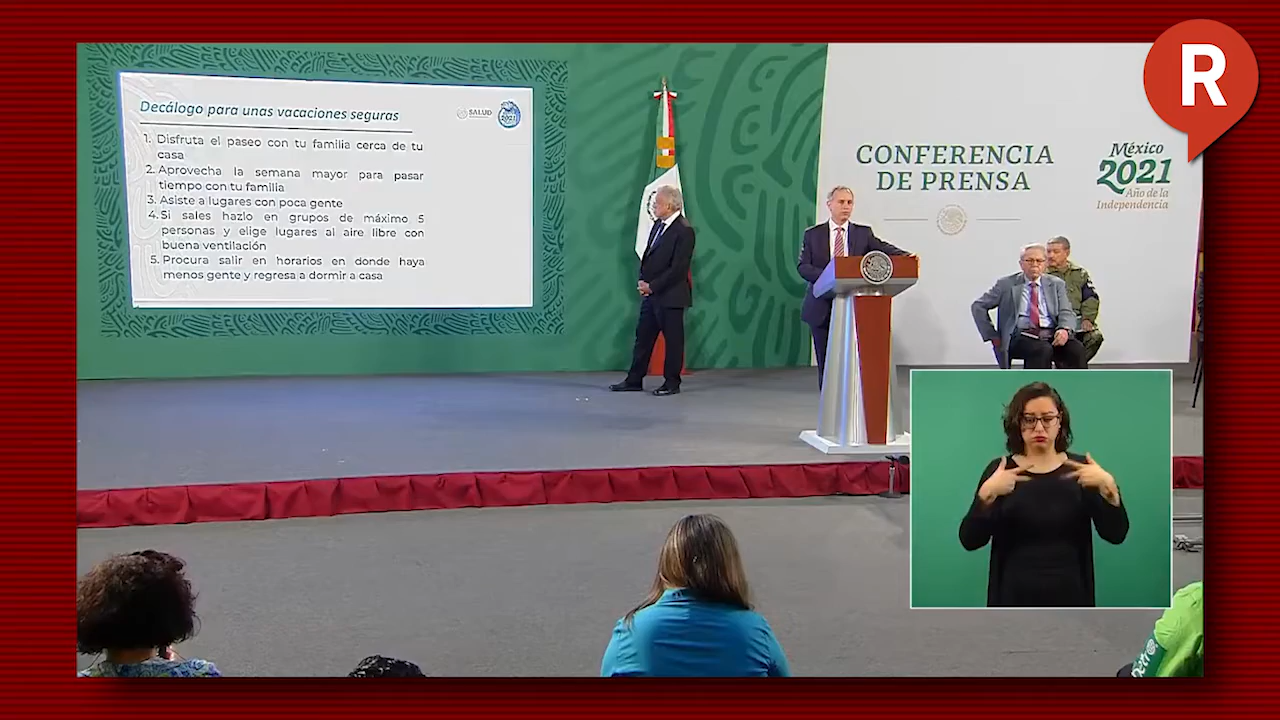 Decálogo para unas vacaciones seguras
SALUD
2021
1. Disfruta el paseo con tu familia cerca de tu
casa
2. Aprovecha la semana mayor para pasar
tiempo con tu familia
3. Asiste a lugares con poca gente
4. Si sales hazlo en grupos de máximo 5
personas y elige lugares al aire libre con
buena ventilación
5. Procura salir en horarios en donde haya
menos gente y regresa a dormir a casa
CONFERENCIA
DE PRENSA
México
2021
Año de la
Independencia
R